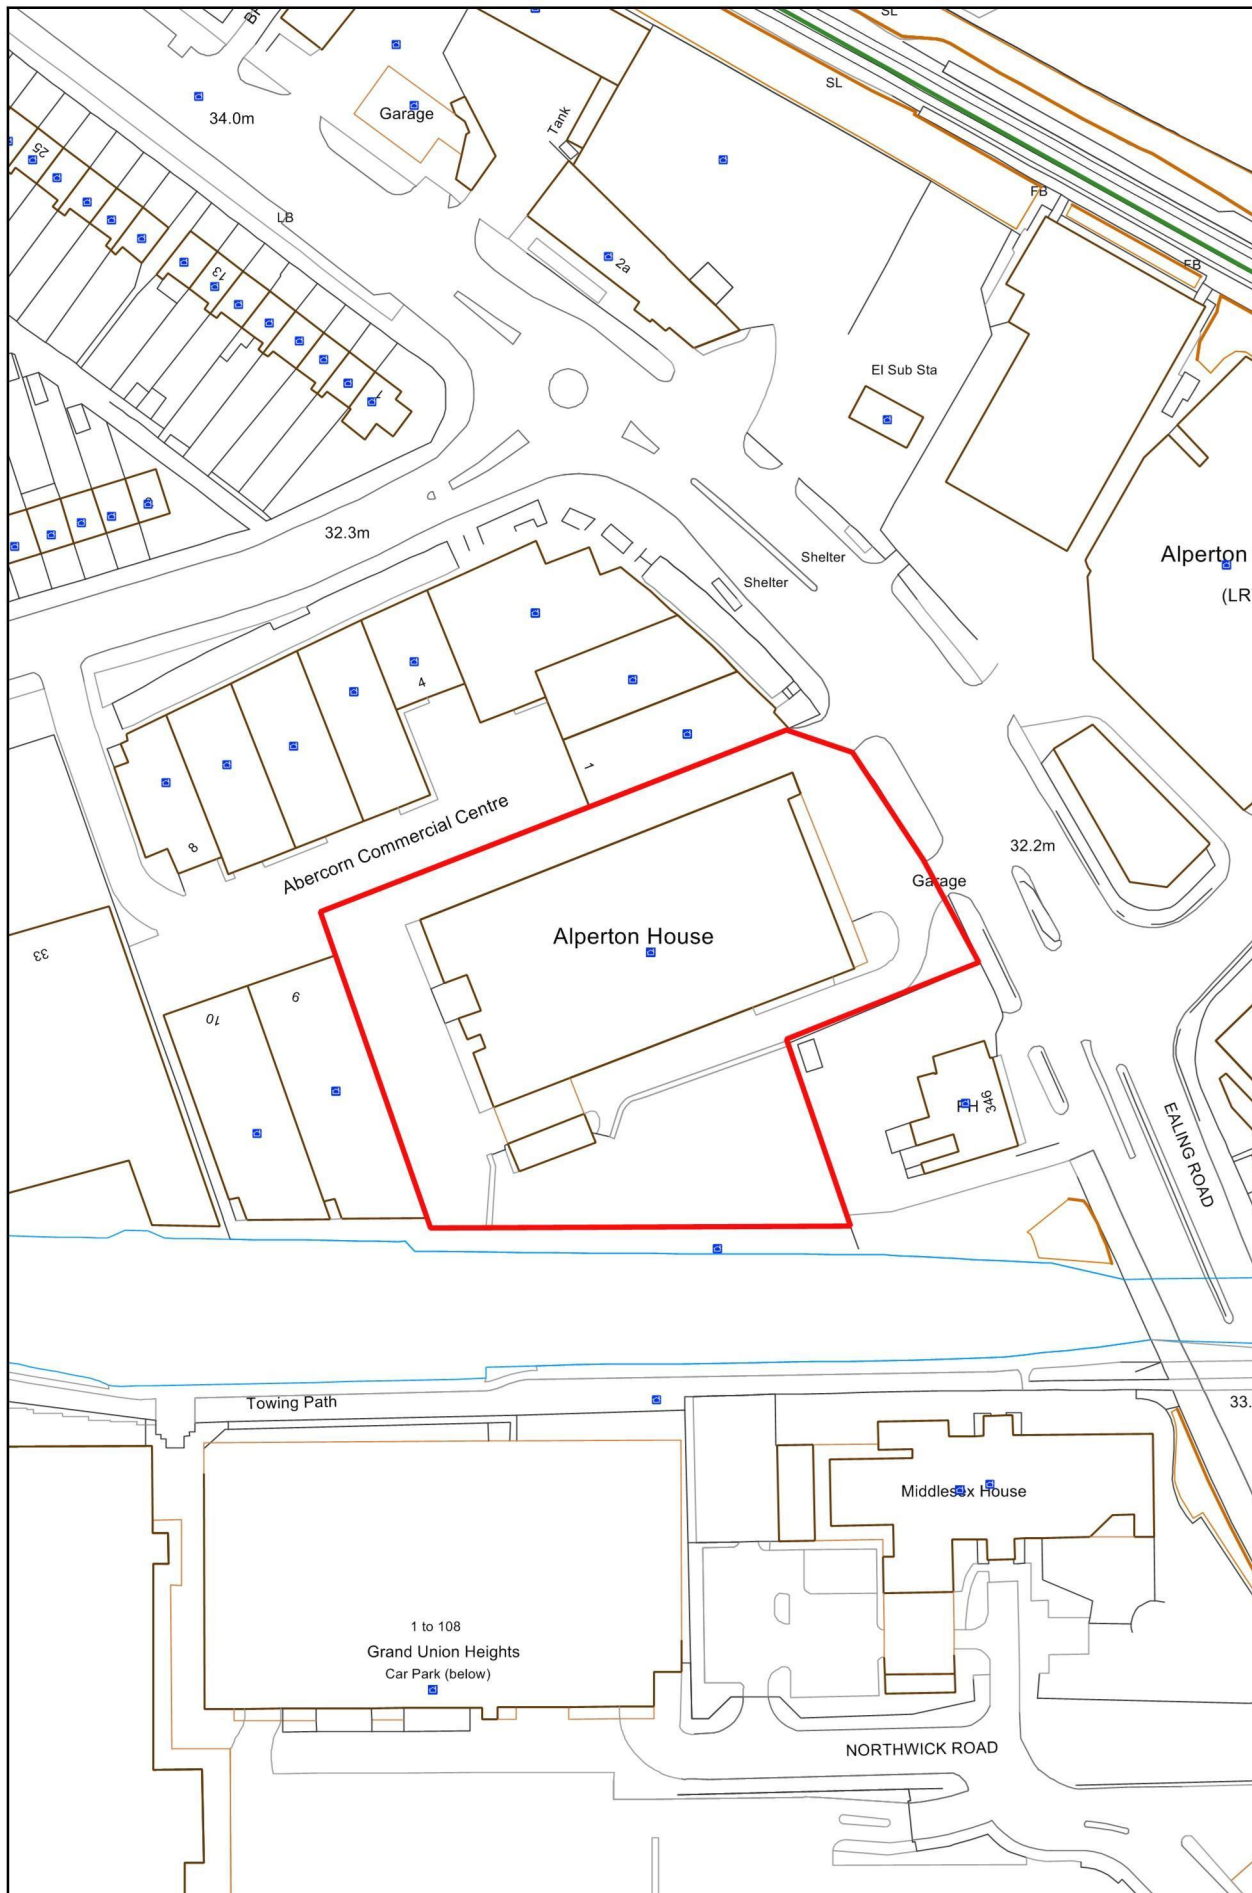 SL
34.0m
Garage
Tank
SL
25
FB
LB
13
2a
FB
El Sub Sta
1
32.3m
Shelter
Shelter
Alperton
(LR
4
1
8
Abercorn Commercial Centre
32.2m
Garage
Alperton House
33
9
10
PH
346
EALING ROAD
Towing Path
33.
Middlesex House
1 to 108
Grand Union Heights
Car Park (below)
NORTHWICK ROAD